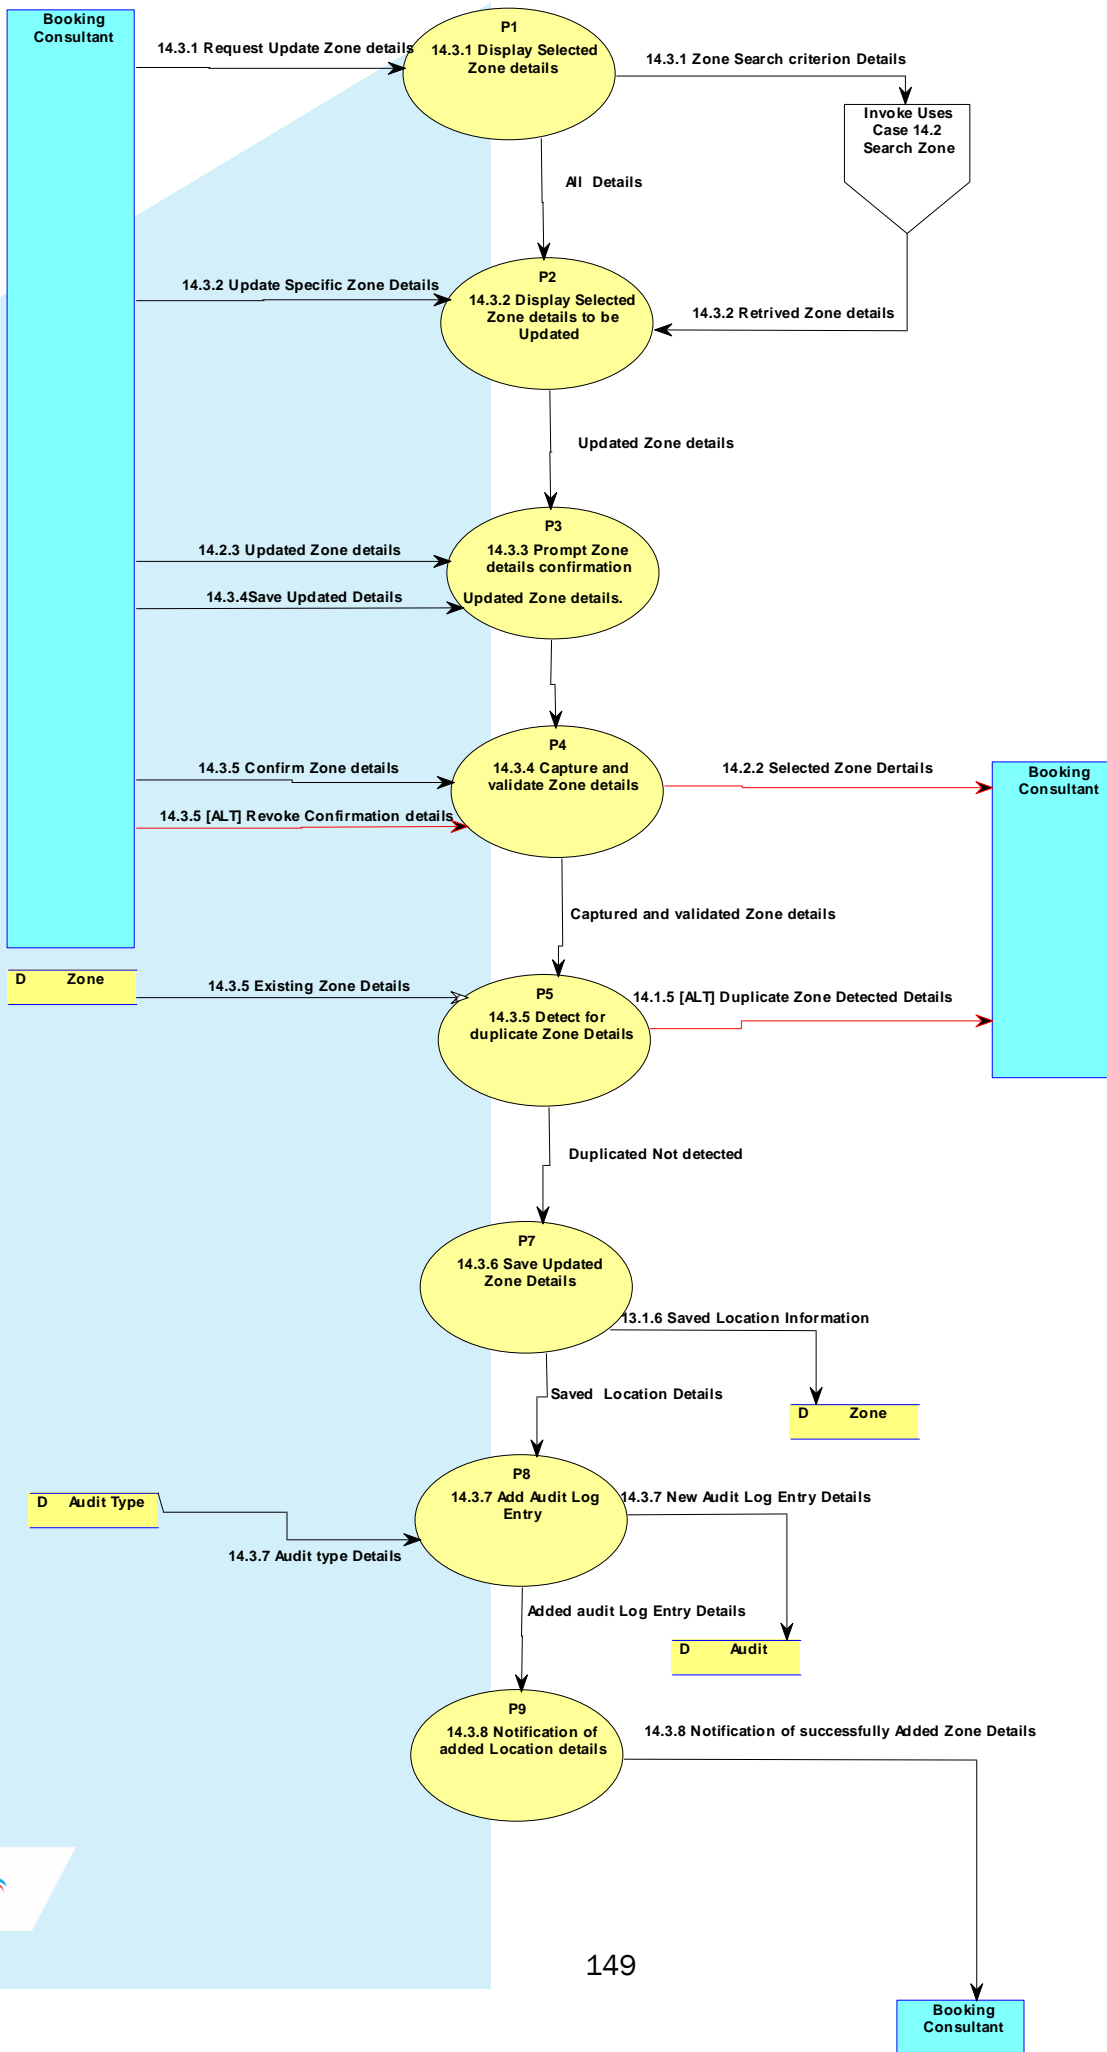 Booking
Consultant
14.3.1 Request Update Zone details
P1
14.3.1 Display Selected
Zone details
14.3.1 Zone Search criterion Details
Invoke Uses
Case 14.2
Search Zone
All Details
14.3.2 Update Specific Zone Details
P2
14.3.2 Display Selected
Zone details to be
Updated
14.3.2 Retrived Zone details
Updated Zone details
14.2.3 Updated Zone details
P3
14.3.3 Prompt Zone
details confirmation
14.3.4Save Updated Details
Updated Zone details.
14.3.5 Confirm Zone details
P4
14.3.4 Capture and
validate Zone details
14.2.2 Selected Zone Dertails
Booking
Consultant
14.3.5 [ALT] Revoke Confirmation details
Captured and validated Zone details
D Zone
14.3.5 Existing Zone Details
P5
14.3.5 Detect for
duplicate Zone Details
14.1.5 [ALT] Duplicate Zone Detected Details
Duplicated Not detected
P7
14.3.6 Save Updated
Zone Details
13.1.6 Saved Location Information
Saved Location Details
D Zone
D Audit Type
14.3.7 Audit type Details
P8
14.3.7 Add Audit Log
Entry
14.3.7 New Audit Log Entry Details
Added audit Log Entry Details
D Audit
P9
14.3.8 Notification of
added Location details
14.3.8 Notification of successfully Added Zone Details
149
Booking
Consultant